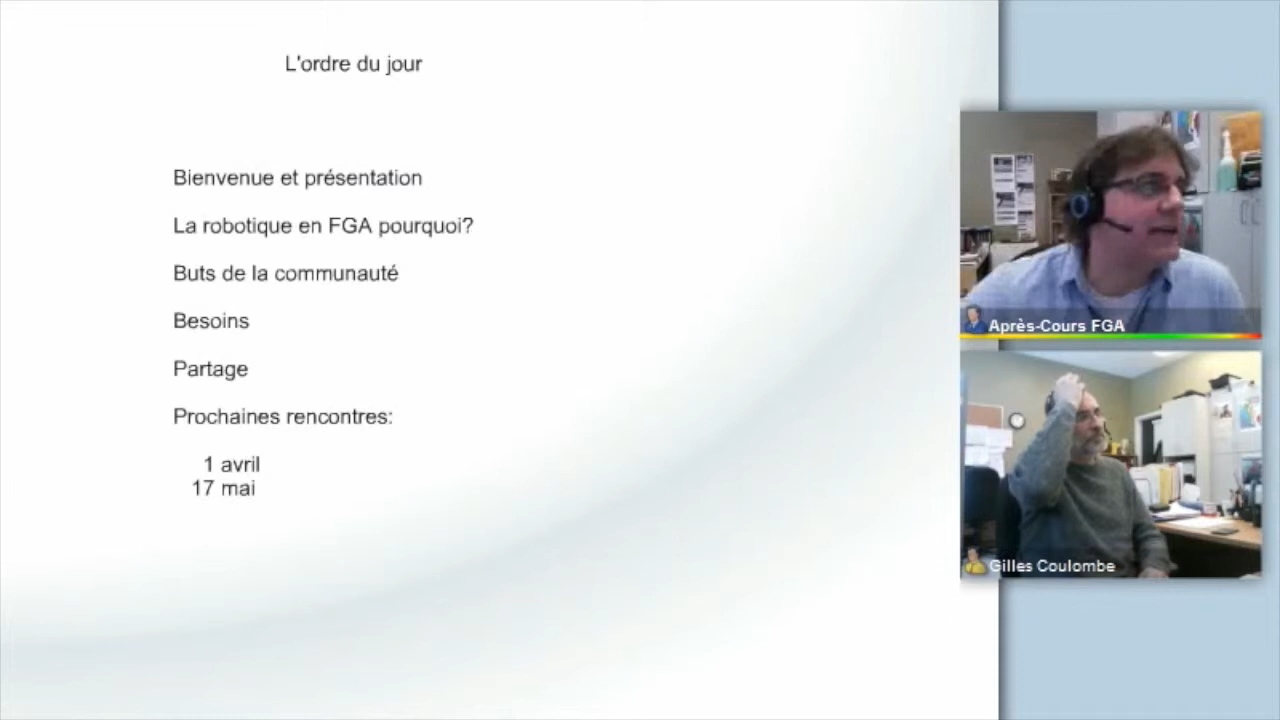 L'ordre du jour
Bienvenue et présentation
La robotique en FGA pourquoi?
Buts de la communauté
Besoins
Partage
Prochaines rencontres:
1 avril
17 mai
Après-Cours FGA
Gilles Coulombe